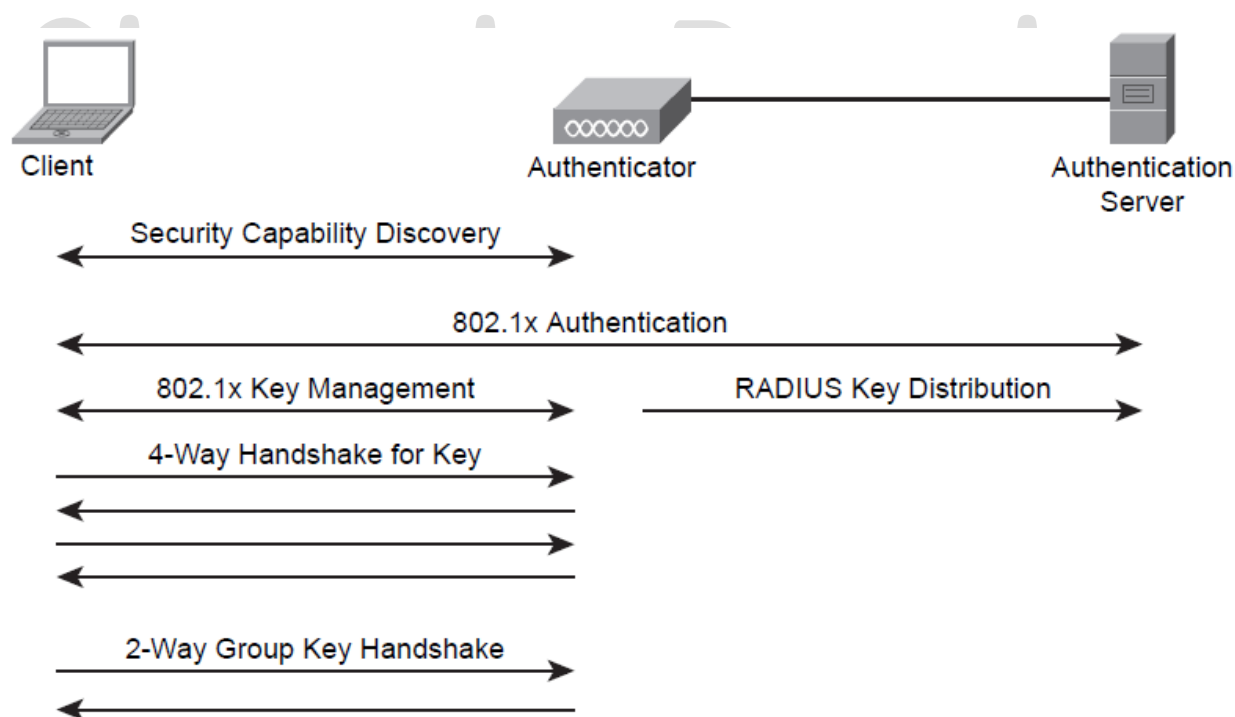 Client
Authenticator
Authentication
Server
Security Capability Discovery
802.1x Authentication
802.1x Key Management
RADIUS Key Distribution
4-Way Handshake for Key
2-Way Group Key Handshake